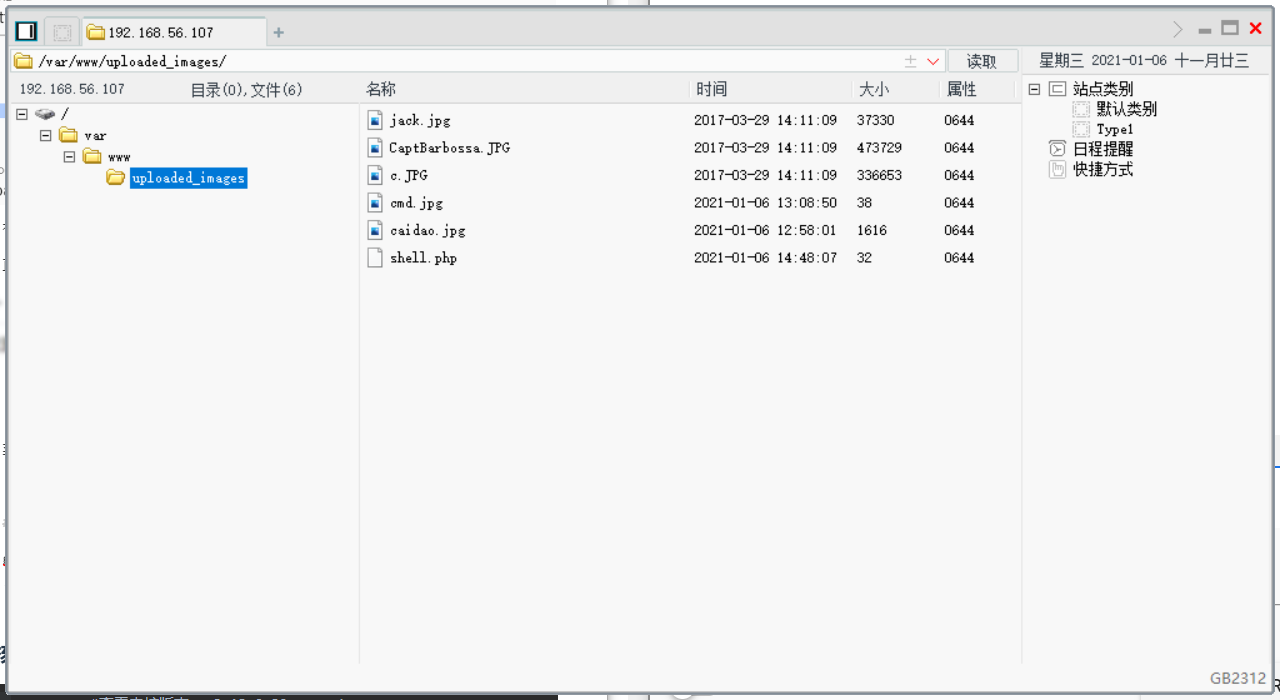 192.168.56.107
/var/www/uploaded_images/ 读取 星期三 2021-01-06 十一月廿三
192.168.56.107 目录(0),文件(6) 名称 时间 大小 属性
/
var
www
uploaded_images
jack.jpg 2017-03-29 14:11:09 37330 0644
CaptBarbossa.JPG 2017-03-29 14:11:09 473729 0644
c.JPG 2017-03-29 14:11:09 336653 0644
cmd.jpg 2021-01-06 13:08:50 38 0644
caidao.jpg 2021-01-06 12:58:01 1616 0644
shell.php 2021-01-06 14:48:07 32 0644
站点类别
默认类别
Type1
日程提醒
快捷方式
GB2312